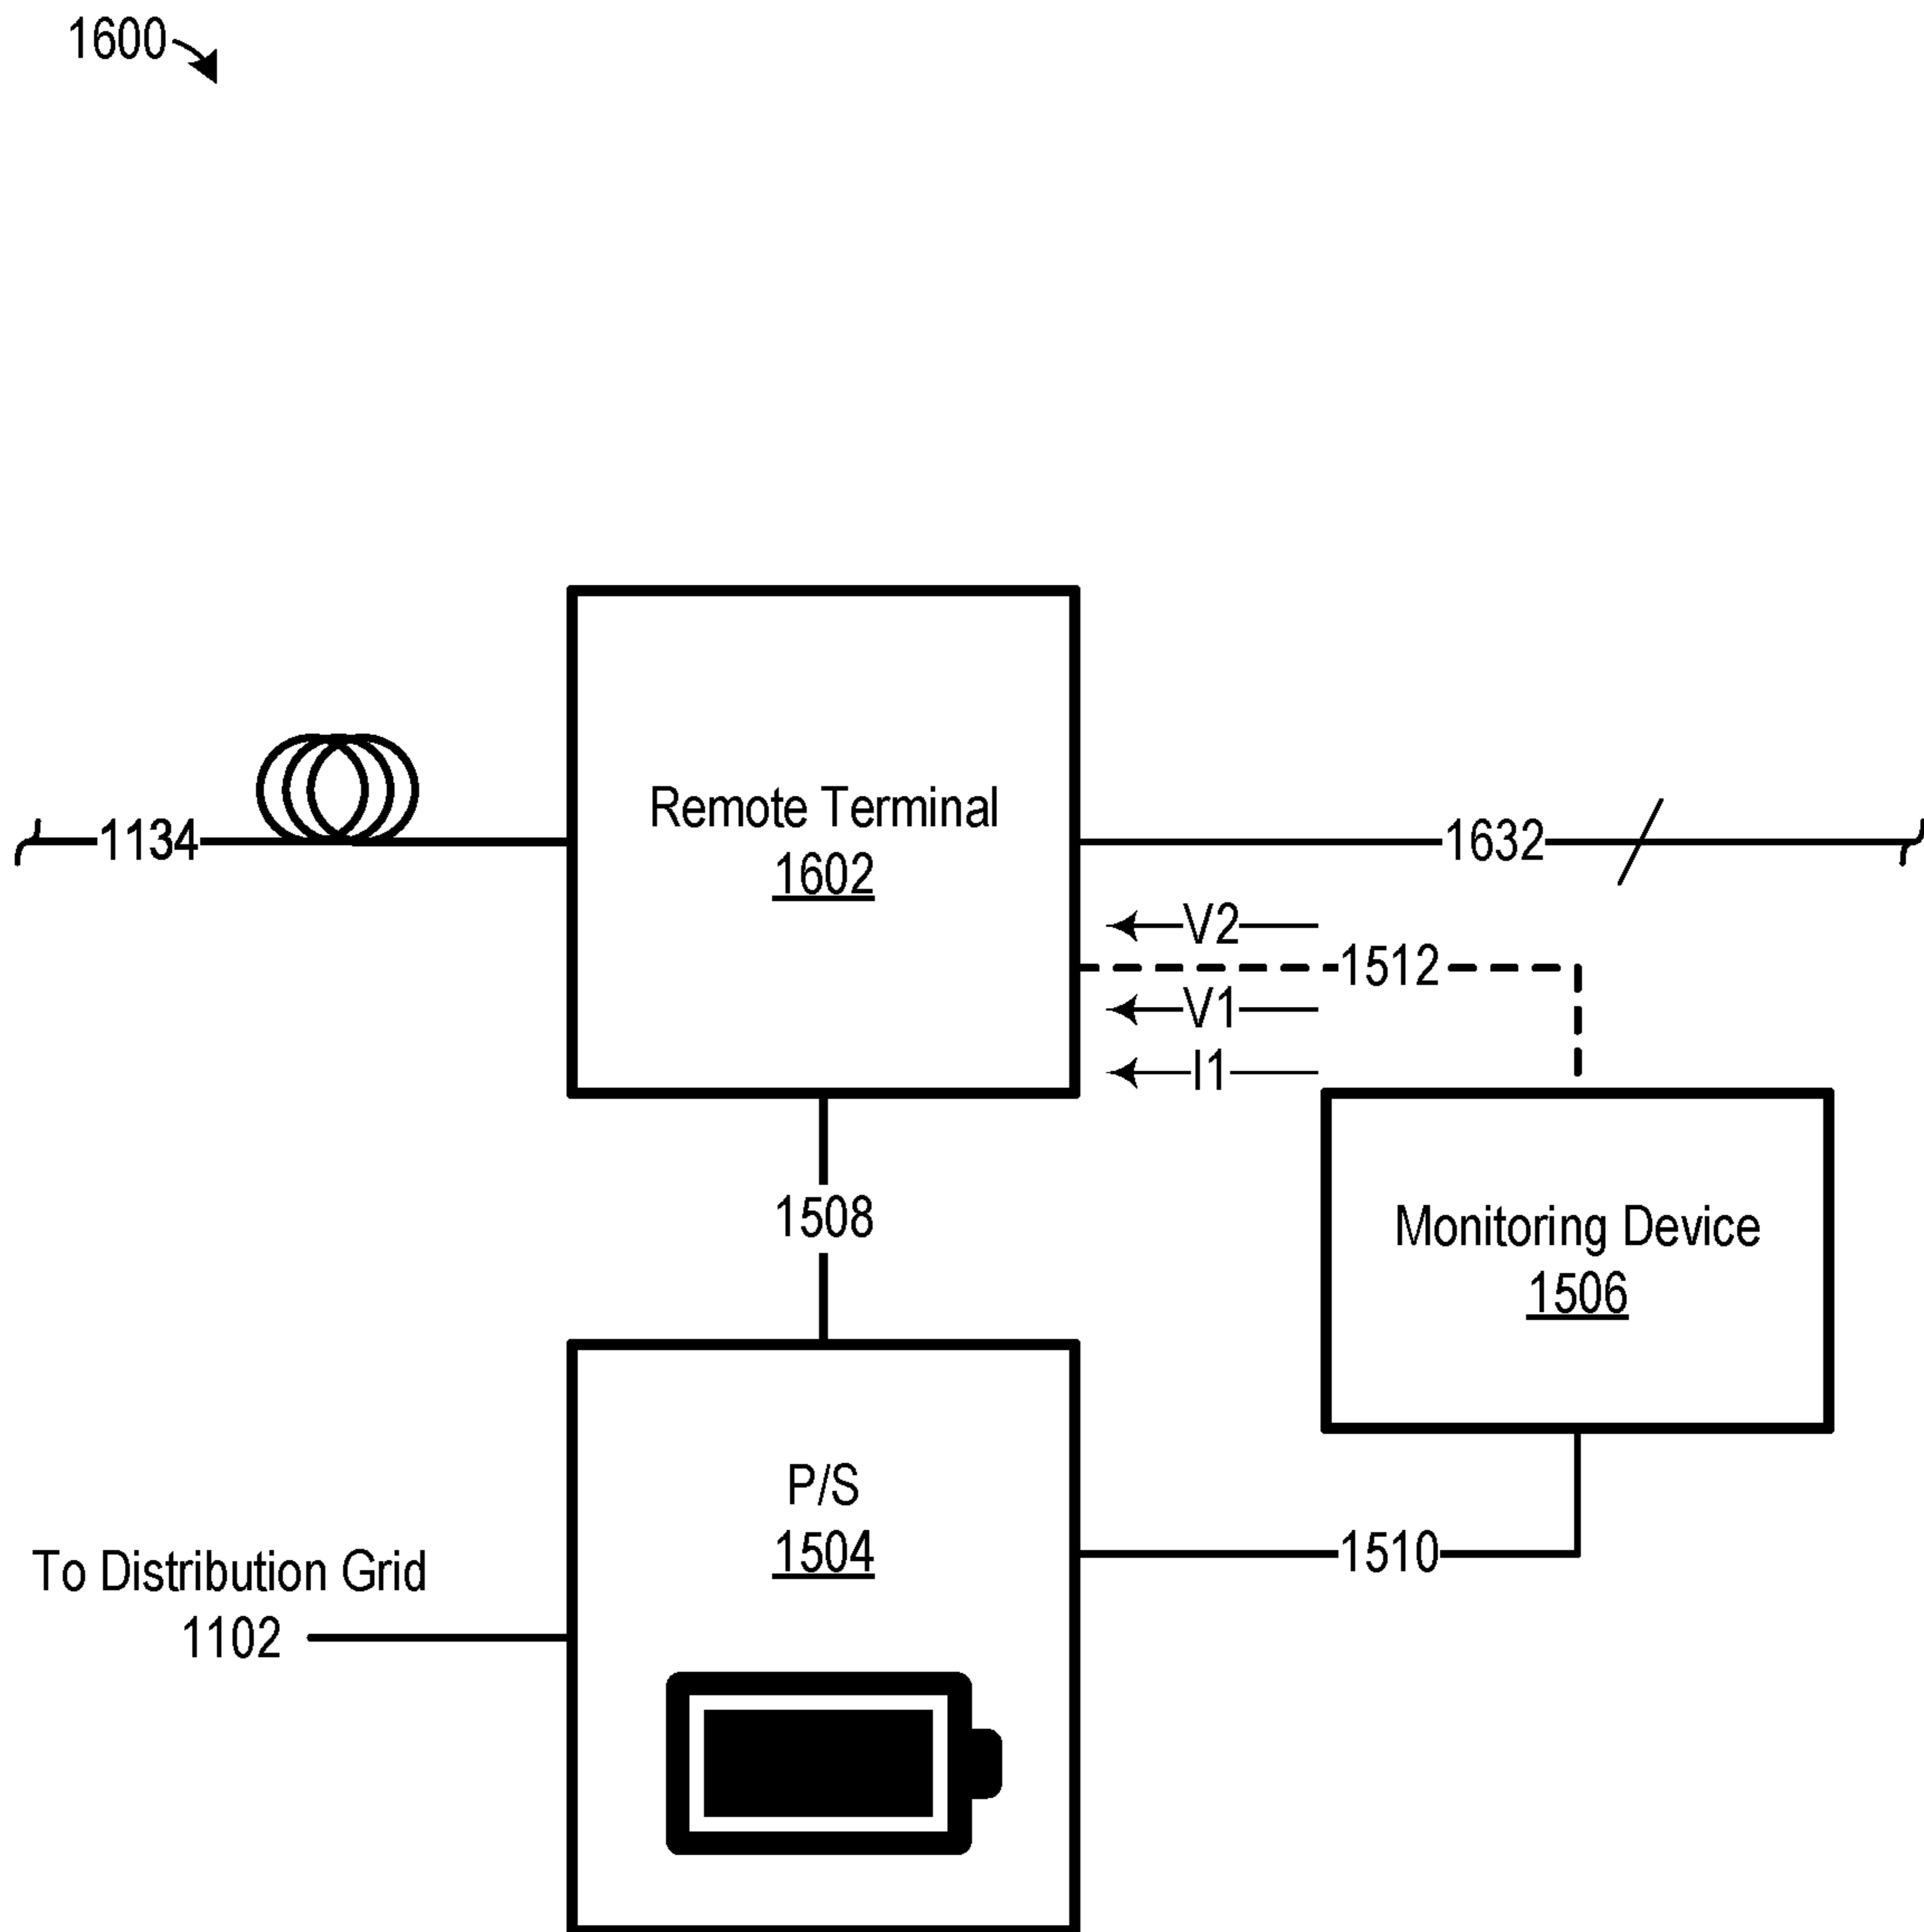 1600
Remote Terminal
1602
1134
1632
V2
1512
V1
I1
1508
Monitoring Device
1506
P/S
1504
1510
To Distribution Grid
1102